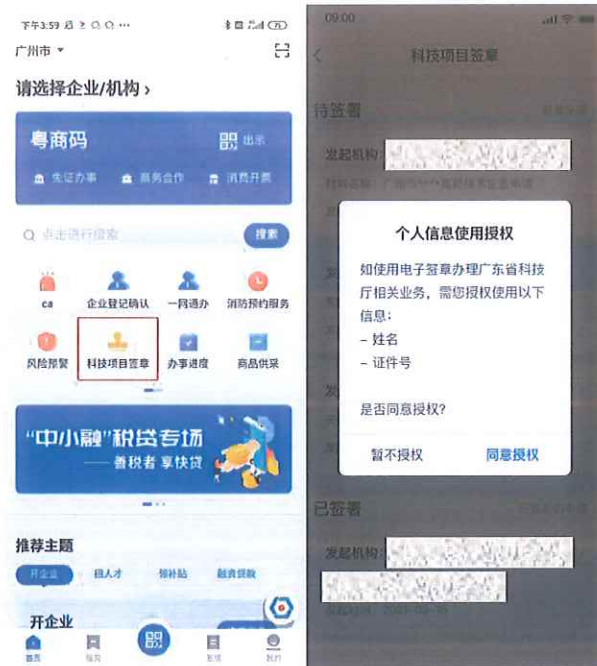 下午3:59
广州市
请选择企业/机构 ›
粤商码
出示
免证办事
商务合作
消费开票
点击进行搜索
搜索
ca
企业登记确认
一网通办
消防预约服务
风险预警
科技项目签章
办事进度
商品供采
“中小融”税贷专场
—— 善税者 享快贷
推荐主题
开企业
招人才
领补贴
融资贷款
开企业
首页
我的
09:00
科技项目签章
待签署
发起机构:
个人信息使用授权
如使用电子签章办理广东省科技
厅相关业务，需您授权使用以下
信息：
- 姓名
- 证件号
是否同意授权?
暂不授权
同意授权
已签署
发起机构: